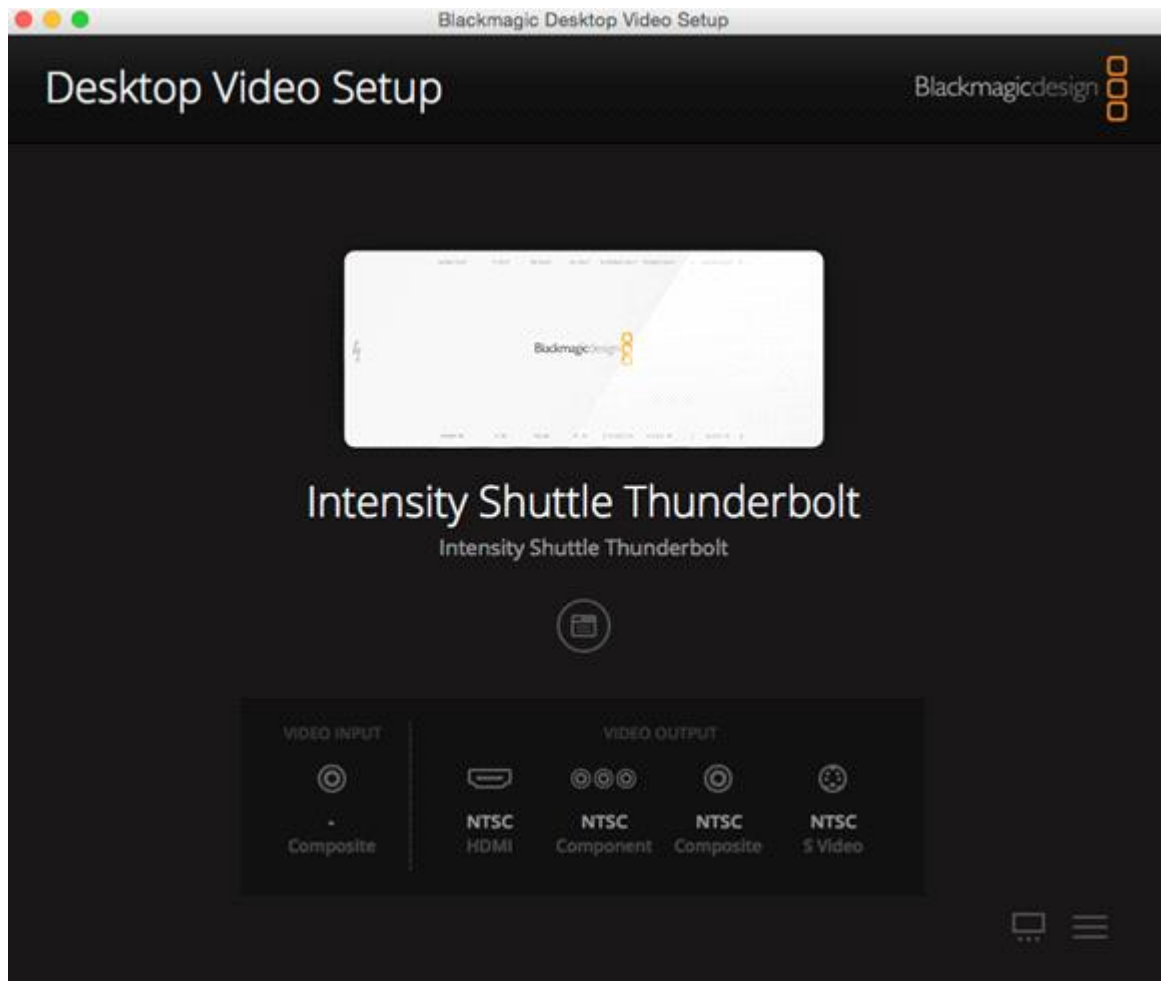 Blackmagic Desktop Video Setup
Desktop Video Setup
Blackmagicdesign
Blackmagicdesign
Intensity Shuttle Thunderbolt
Intensity Shuttle Thunderbolt
VIDEO INPUT
VIDEO OUTPUT
-
NTSC
NTSC
NTSC
NTSC
Composite
HDMI
Component
Composite
S Video